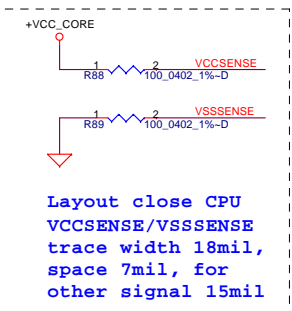 +VCC_CORE
1 2 VCCSENSE
R88 100_0402_1%~D
1 2 VSSSENSE
R89 100_0402_1%~D
Layout close CPU
VCCSENSE/VSSSENSE
trace width 18mil,
space 7mil, for
other signal 15mil